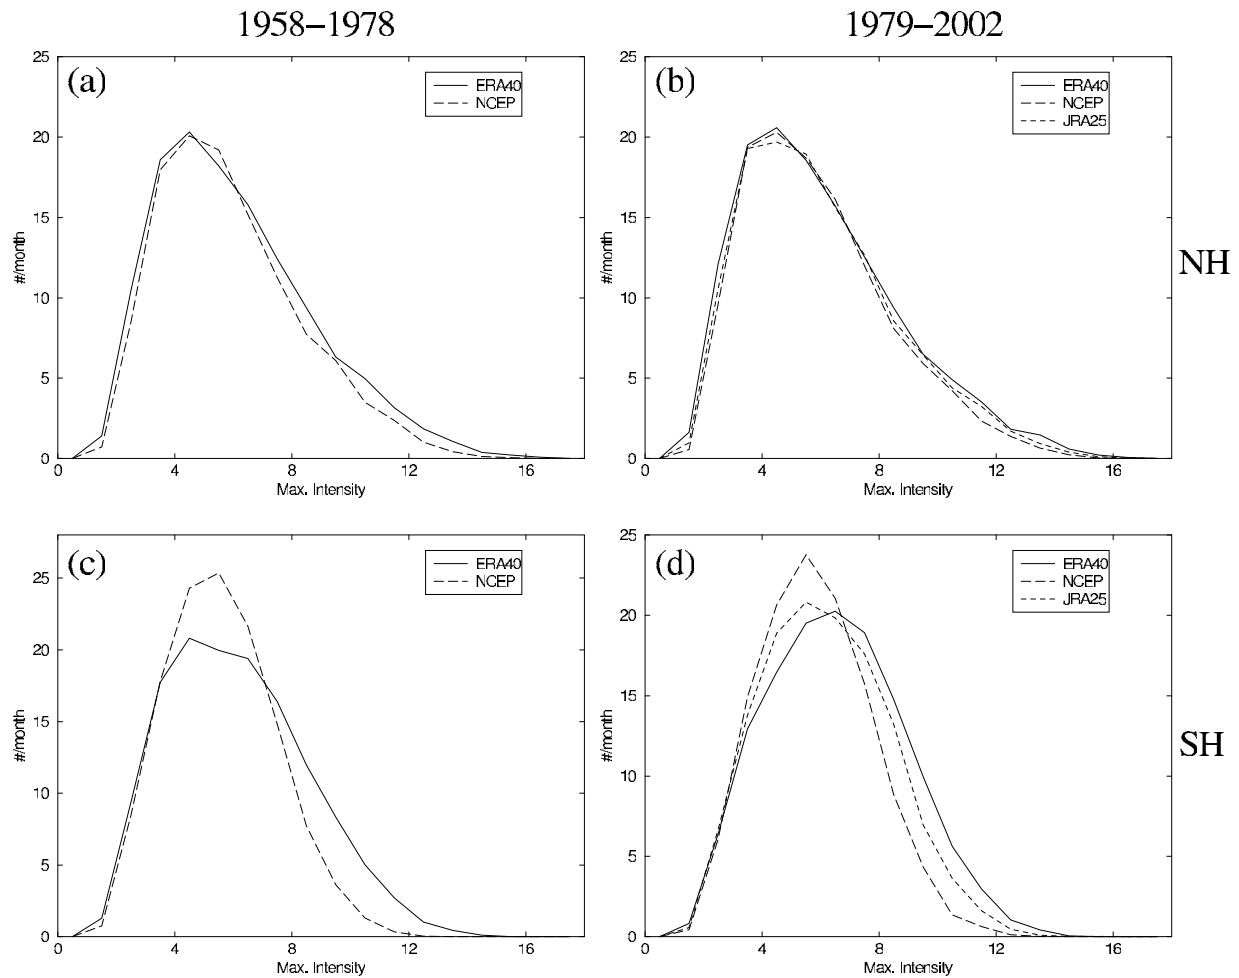 1958–1978
1979–2002
(a)
ERA40
NCEP
25
20
15
10
5
0
#/month
0 4 8 12 16
Max. Intensity
(b)
ERA40
NCEP
JRA25
25
20
15
10
5
0
#/month
0 4 8 12 16
Max. Intensity
NH
(c)
ERA40
NCEP
25
20
15
10
5
0
#/month
0 4 8 12 16
Max. Intensity
(d)
ERA40
NCEP
JRA25
25
20
15
10
5
0
#/month
0 4 8 12 16
Max. Intensity
SH